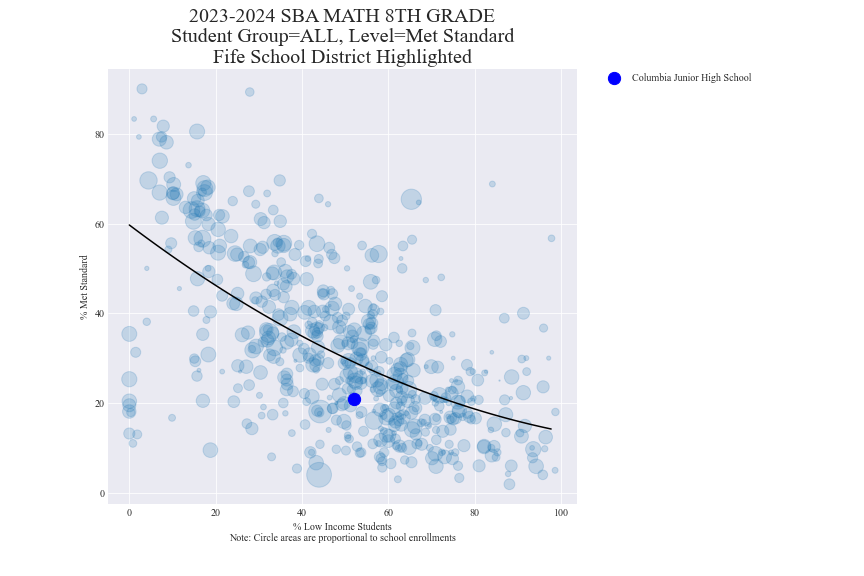 2023-2024 SBA MATH 8TH GRADE
Student Group=ALL, Level=Met Standard
Fife School District Highlighted
Columbia Junior High School
% Met Standard
80
60
40
20
0
0 20 40 60 80 100
% Low Income Students
Note: Circle areas are proportional to school enrollments